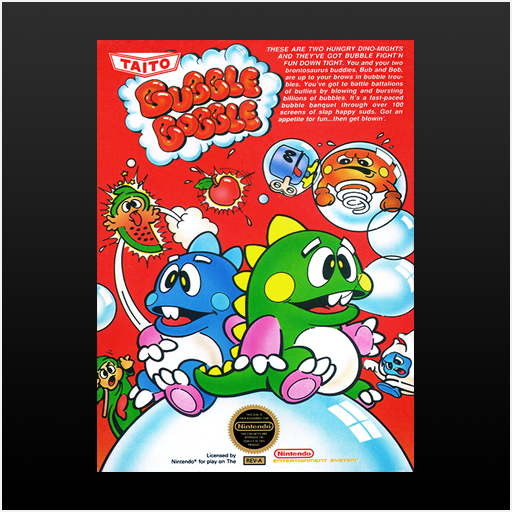 TAITO
BUBBLE
BOBBLE
THESE ARE TWO HUNGRY DINO-MIGHTS
AND THEY'VE GOT BUBBLE FIGHT'N
FUN DOWN TIGHT. You and your two
brontosaurus buddies, Bub and Bob,
are up to your brows in bubble trou-
bles. You've got to battle battalions
of bullies by blowing and bursting
billions of bubbles. It's a fast-paced
bubble banquet through over 100
screens of slap happy suds. Got an
appetite for fun...then get blowin'.
Nintendo
Licensed by
Nintendo® for play on The
REV-A
Nintendo
ENTERTAINMENT SYSTEM®